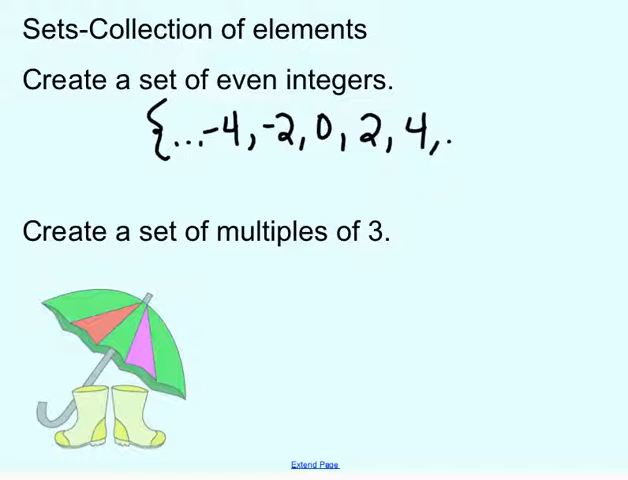 Sets-Collection of elements
Create a set of even integers.
{...-4,-2,0,2,4,.
Create a set of multiples of 3.
Extend Page